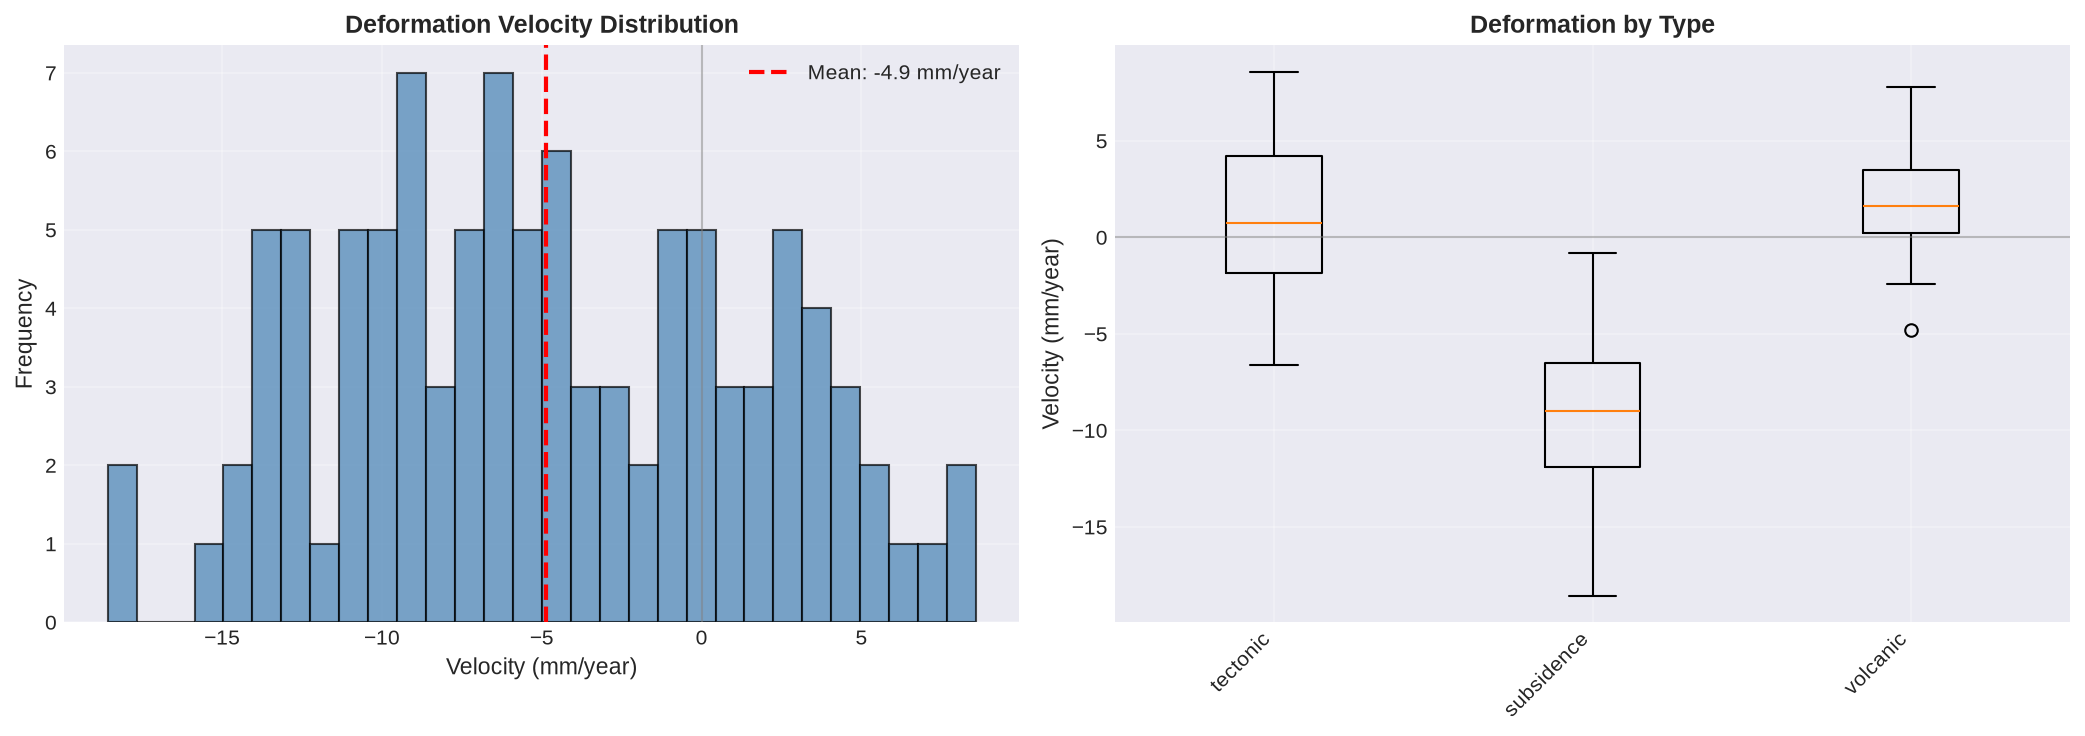 Deformation Velocity Distribution
Mean: -4.9 mm/year
Frequency
7
6
5
4
3
2
1
0
−15 −10 −5 0 5
Velocity (mm/year)
Deformation by Type
Velocity (mm/year)
5
0
−5
−10
−15
tectonic
subsidence
volcanic